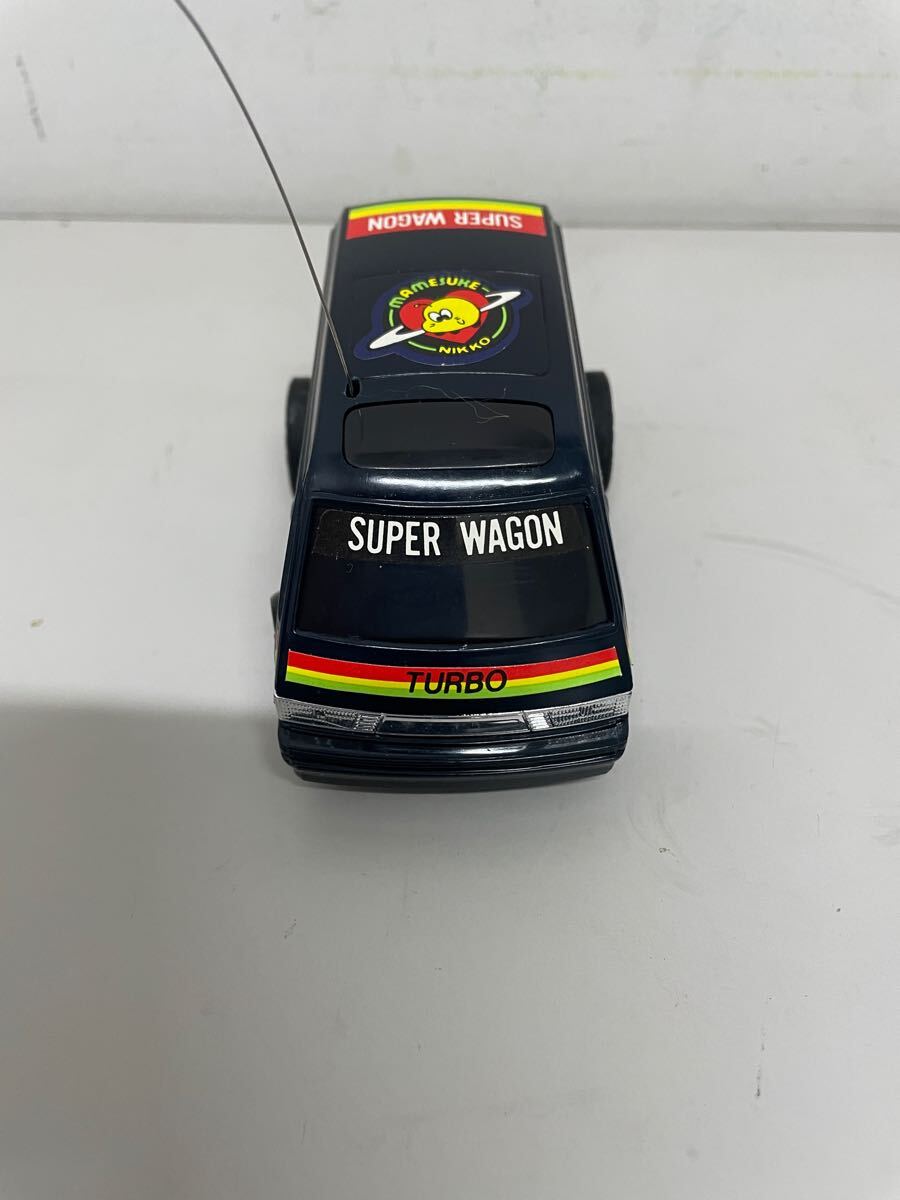 SUPER WAGON
MAMESUKE
NIKKO
SUPER WAGON
TURBO